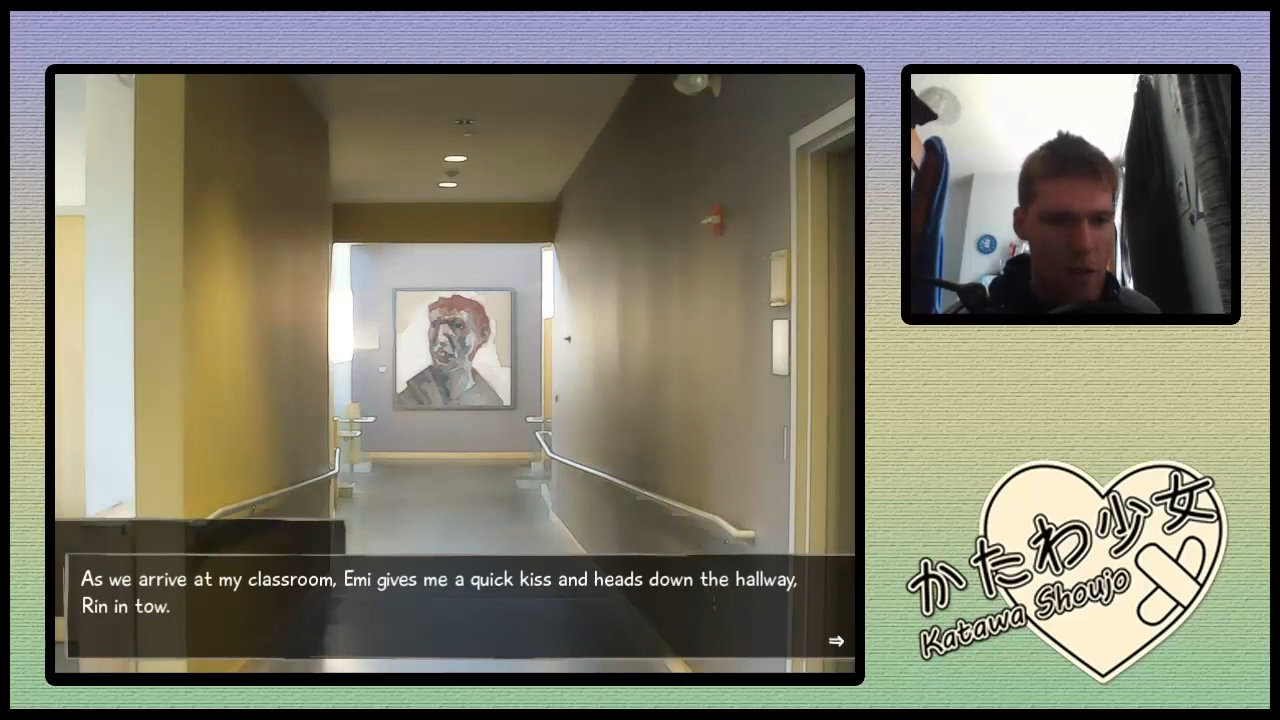 As we arrive at my classroom, Emi gives me a quick kiss and heads down the hallway,
Rin in tow.
かたわ少女
Katawa Shoujo